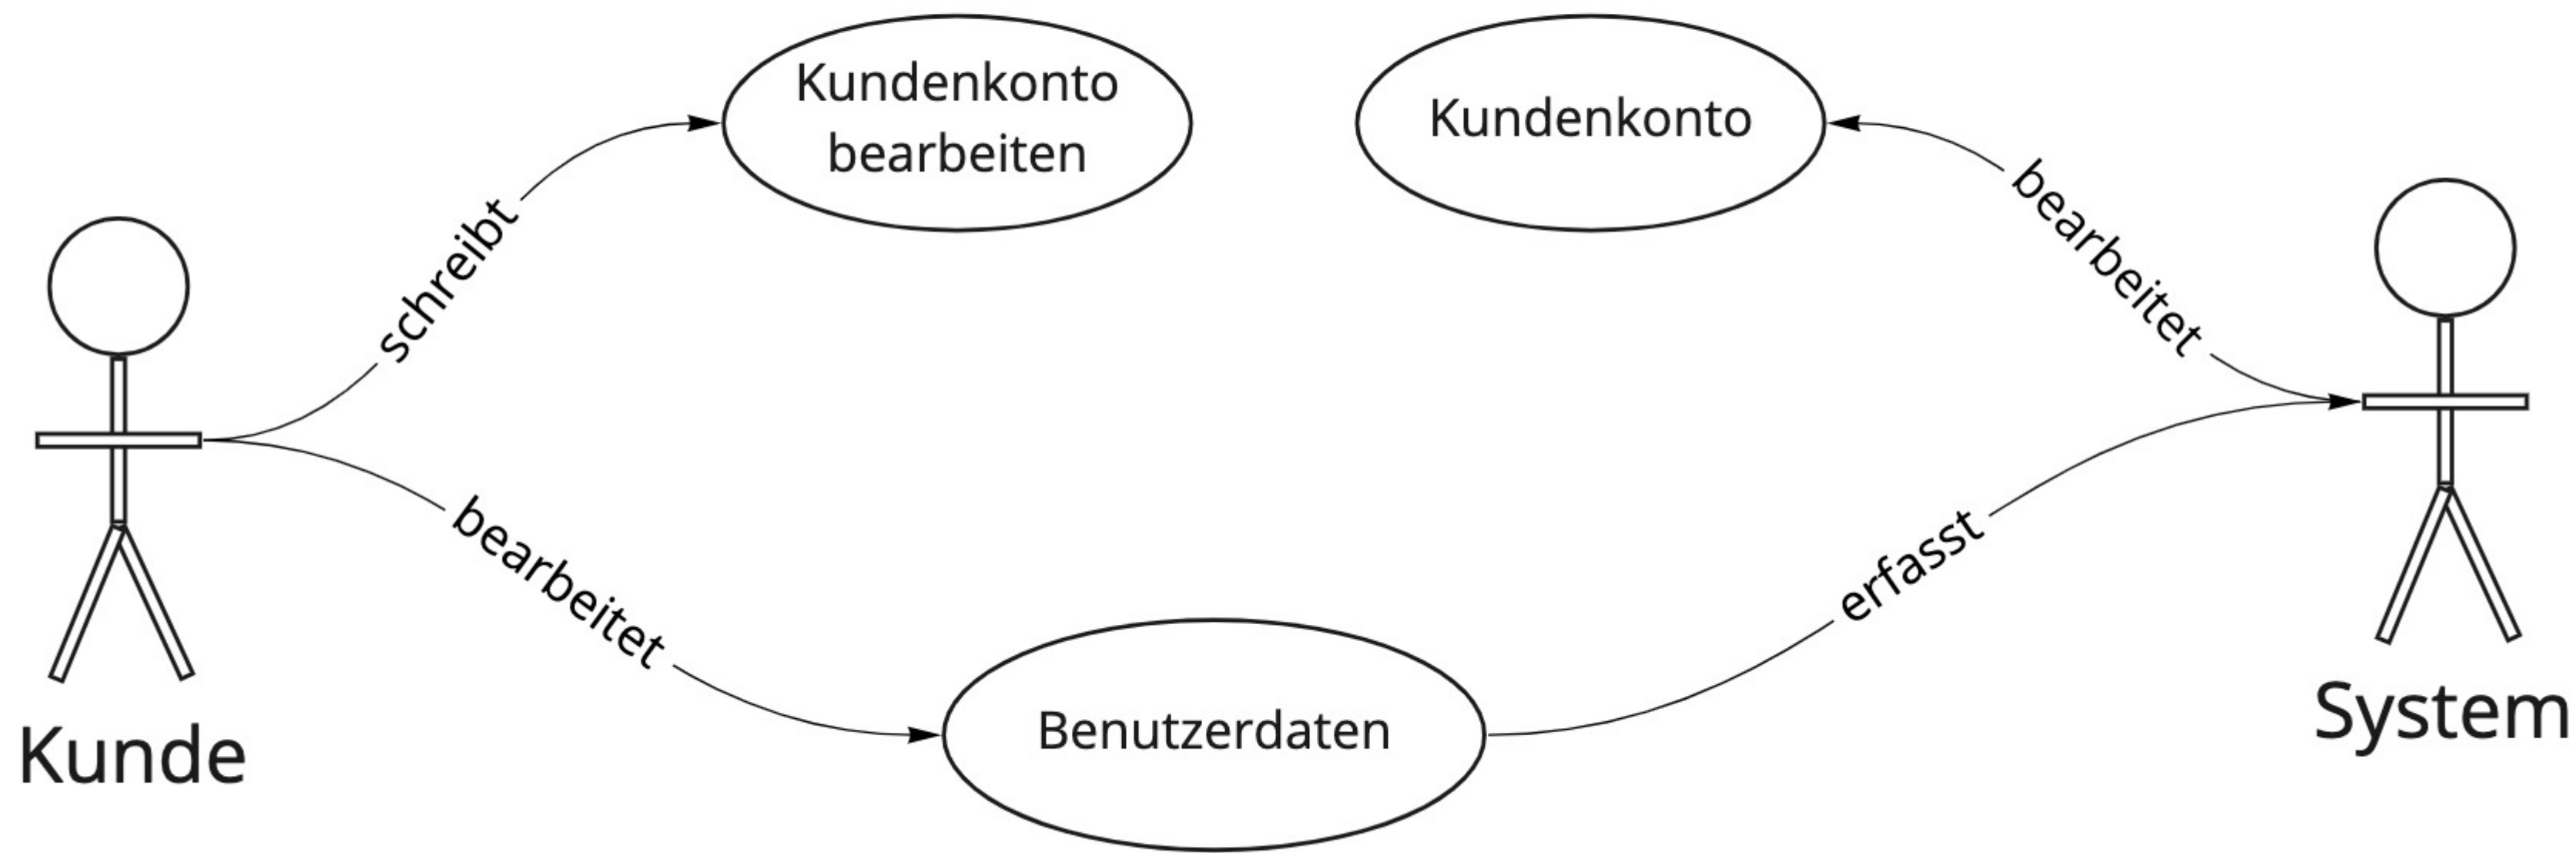 Kundenkonto
bearbeiten
Kundenkonto
schreibt
bearbeitet
bearbeitet
erfasst
Benutzerdaten
Kunde
System